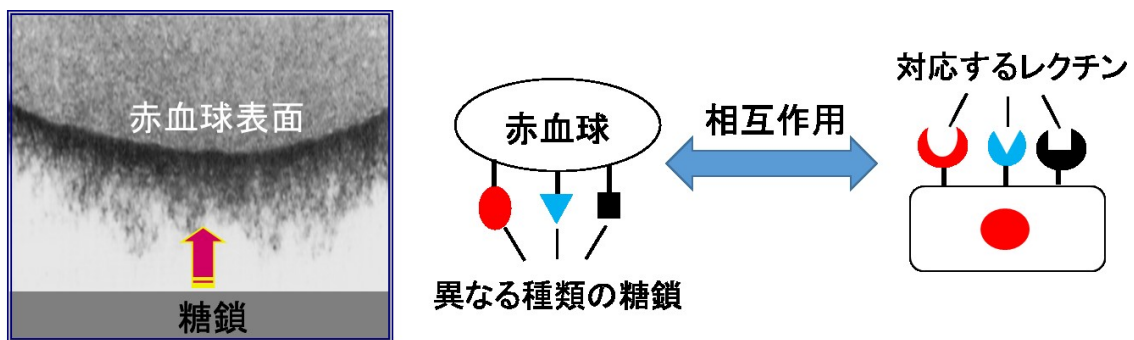 赤血球表面
糖鎖
赤血球
異なる種類の糖鎖
相互作用
対応するレクチン